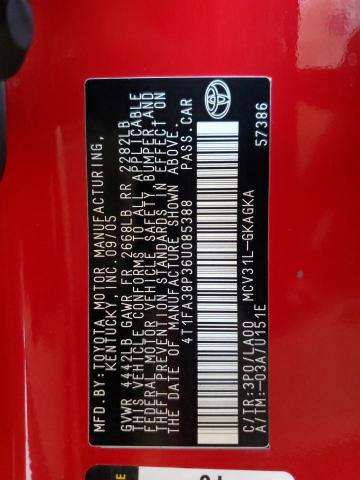 MFD.BY:TOYOTA MOTOR MANUFACTURING,
KENTUCKY, INC. 09/05
GVWR 4442LB GAWR FR 2668LB RR 2282LB
THIS VEHICLE CONFORMS TO ALL APPLICABLE
FEDERAL MOTOR VEHICLE SAFETY, BUMPER, AND
THEFT PREVENTION STANDARDS IN EFFECT ON
THE DATE OF MANUFACTURE SHOWN ABOVE.
4T1FA38P36U085388 PASS.CAR
C/TR:3P0/LA00 MCV31L-GKAGKA
A/TM:-03A/U151E 57386